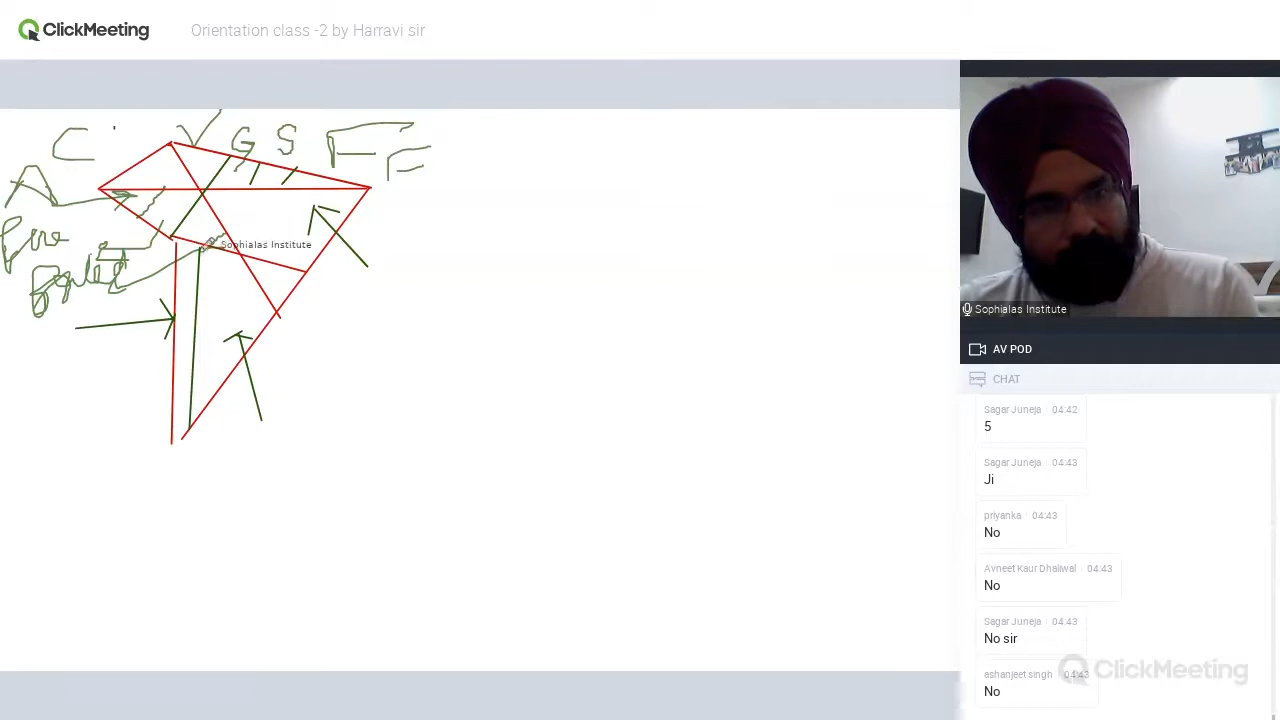 ClickMeeting
Orientation class -2 by Harravi sir
C
V
G S F F
A
Sophialas Institute
Sophialas Institute
AV POD
CHAT
Sagar Juneja · 04:42
5
Sagar Juneja · 04:43
Ji
priyanka · 04:43
No
Avneet Kaur Dhaliwal · 04:43
No
Sagar Juneja · 04:43
No sir
ashanjeet singh · 04:43
No
ClickMeeting